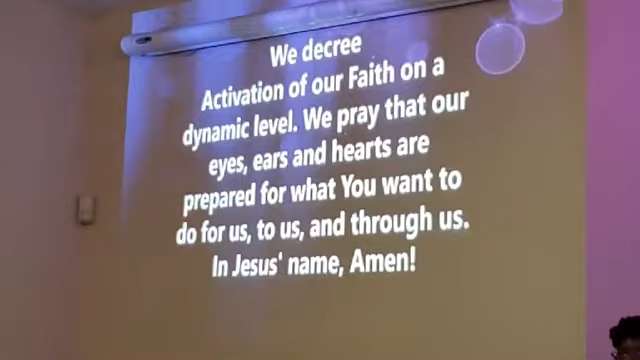 We decree
Activation of our Faith on a
dynamic level. We pray that our
eyes, ears and hearts are
prepared for what You want to
do for us, to us, and through us.
In Jesus' name, Amen!